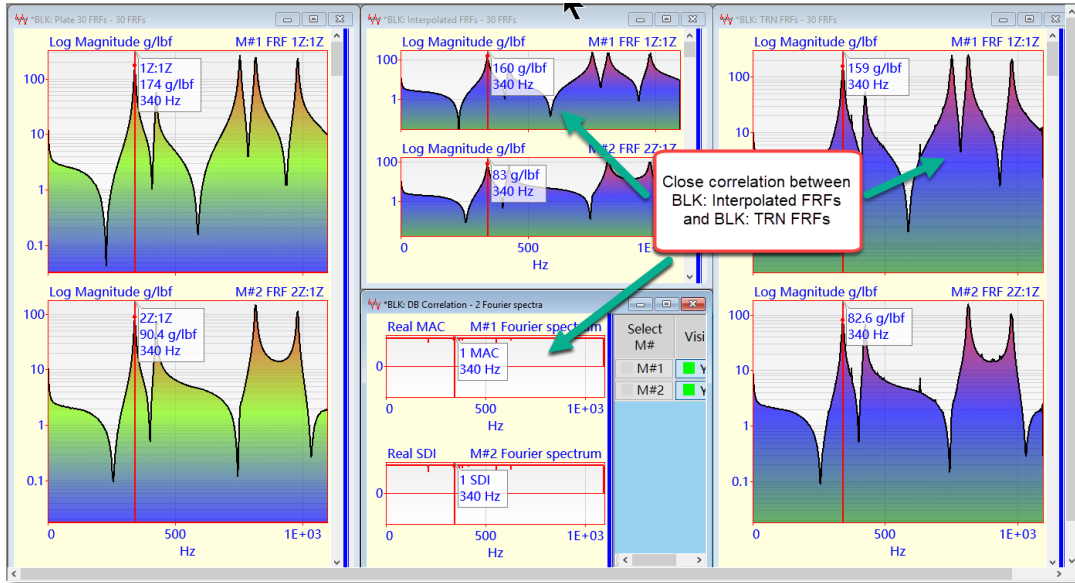 *BLK: Plate 30 FRFs - 30 FRFs
Log Magnitude g/lbf M#1 FRF 1Z:1Z
100
10
1
0.1
1Z:1Z
174 g/lbf
340 Hz
Log Magnitude g/lbf M#2 FRF 2Z:1Z
100
10
1
0.1
2Z:1Z
90.4 g/lbf
340 Hz
0 500 1E+03
Hz
*BLK: Interpolated FRFs - 30 FRFs
Log Magnitude g/lbf M#1 FRF 1Z:1Z
100
1
160 g/lbf
340 Hz
Log Magnitude g/lbf M#2 FRF 2Z:1Z
100
1
83 g/lbf
340 Hz
0 500
Hz
Close correlation between
BLK: Interpolated FRFs
and BLK: TRN FRFs
*BLK: DB Correlation - 2 Fourier spectra
Real MAC M#1 Fourier spectrum
0
1 MAC
340 Hz
0 500 1E+03
Hz
Real SDI M#2 Fourier spectrum
0
1 SDI
340 Hz
0 500 1E+03
Hz
Select
M#
M#1
M#2
*BLK: TRN FRFs - 30 FRFs
Log Magnitude g/lbf M#1 FRF 1Z:1Z
100
10
159 g/lbf
340 Hz
Log Magnitude g/lbf M#2 FRF 2Z:1Z
100
10
1
0.1
82.6 g/lbf
340 Hz
0 500 1E+03
Hz